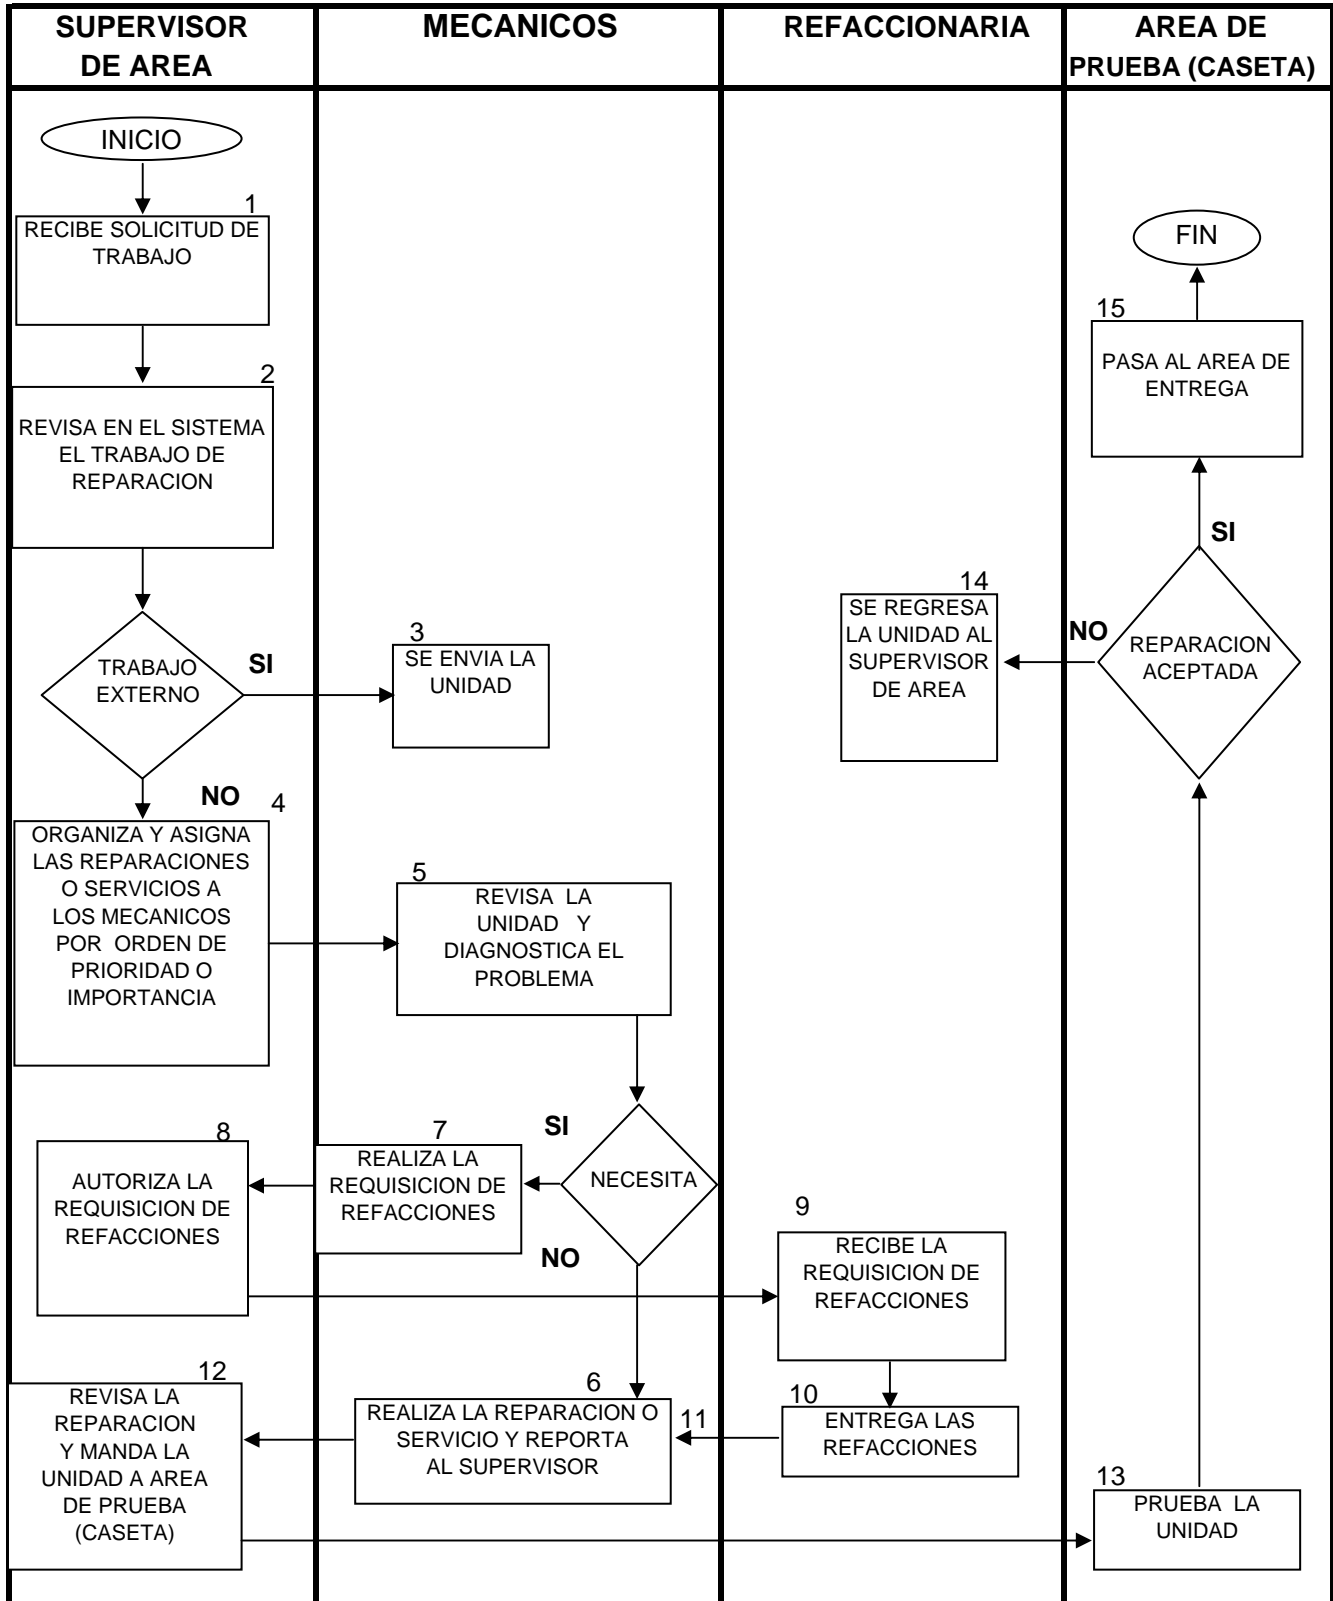 SUPERVISOR
DE AREA
MECANICOS
REFACCIONARIA
AREA DE
PRUEBA (CASETA)
INICIO
1
RECIBE SOLICITUD DE
TRABAJO
2
REVISA EN EL SISTEMA
EL TRABAJO DE
REPARACION
TRABAJO
EXTERNO
SI
3
SE ENVIA LA
UNIDAD
NO
4
ORGANIZA Y ASIGNA
LAS REPARACIONES
O SERVICIOS A
LOS MECANICOS
POR ORDEN DE
PRIORIDAD O
IMPORTANCIA
5
REVISA LA
UNIDAD Y
DIAGNOSTICA EL
PROBLEMA
NECESITA
SI
7
REALIZA LA
REQUISICION DE
REFACCIONES
NO
8
AUTORIZA LA
REQUISICION DE
REFACCIONES
9
RECIBE LA
REQUISICION DE
REFACCIONES
10
ENTREGA LAS
REFACCIONES
11
6
REALIZA LA REPARACION O
SERVICIO Y REPORTA
AL SUPERVISOR
12
REVISA LA
REPARACION
Y MANDA LA
UNIDAD A AREA
DE PRUEBA
(CASETA)
13
PRUEBA LA
UNIDAD
REPARACION
ACEPTADA
NO
14
SE REGRESA
LA UNIDAD AL
SUPERVISOR
DE AREA
SI
15
PASA AL AREA DE
ENTREGA
FIN